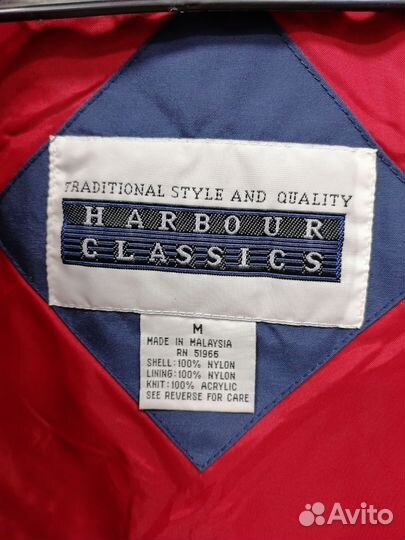 TRADITIONAL STYLE AND QUALITY
HARBOUR
CLASSICS
M
MADE IN MALAYSIA
RN 51966
SHELL:100% NYLON
LINING:100% NYLON
KNIT:100% ACRYLIC
SEE REVERSE FOR CARE
Avito